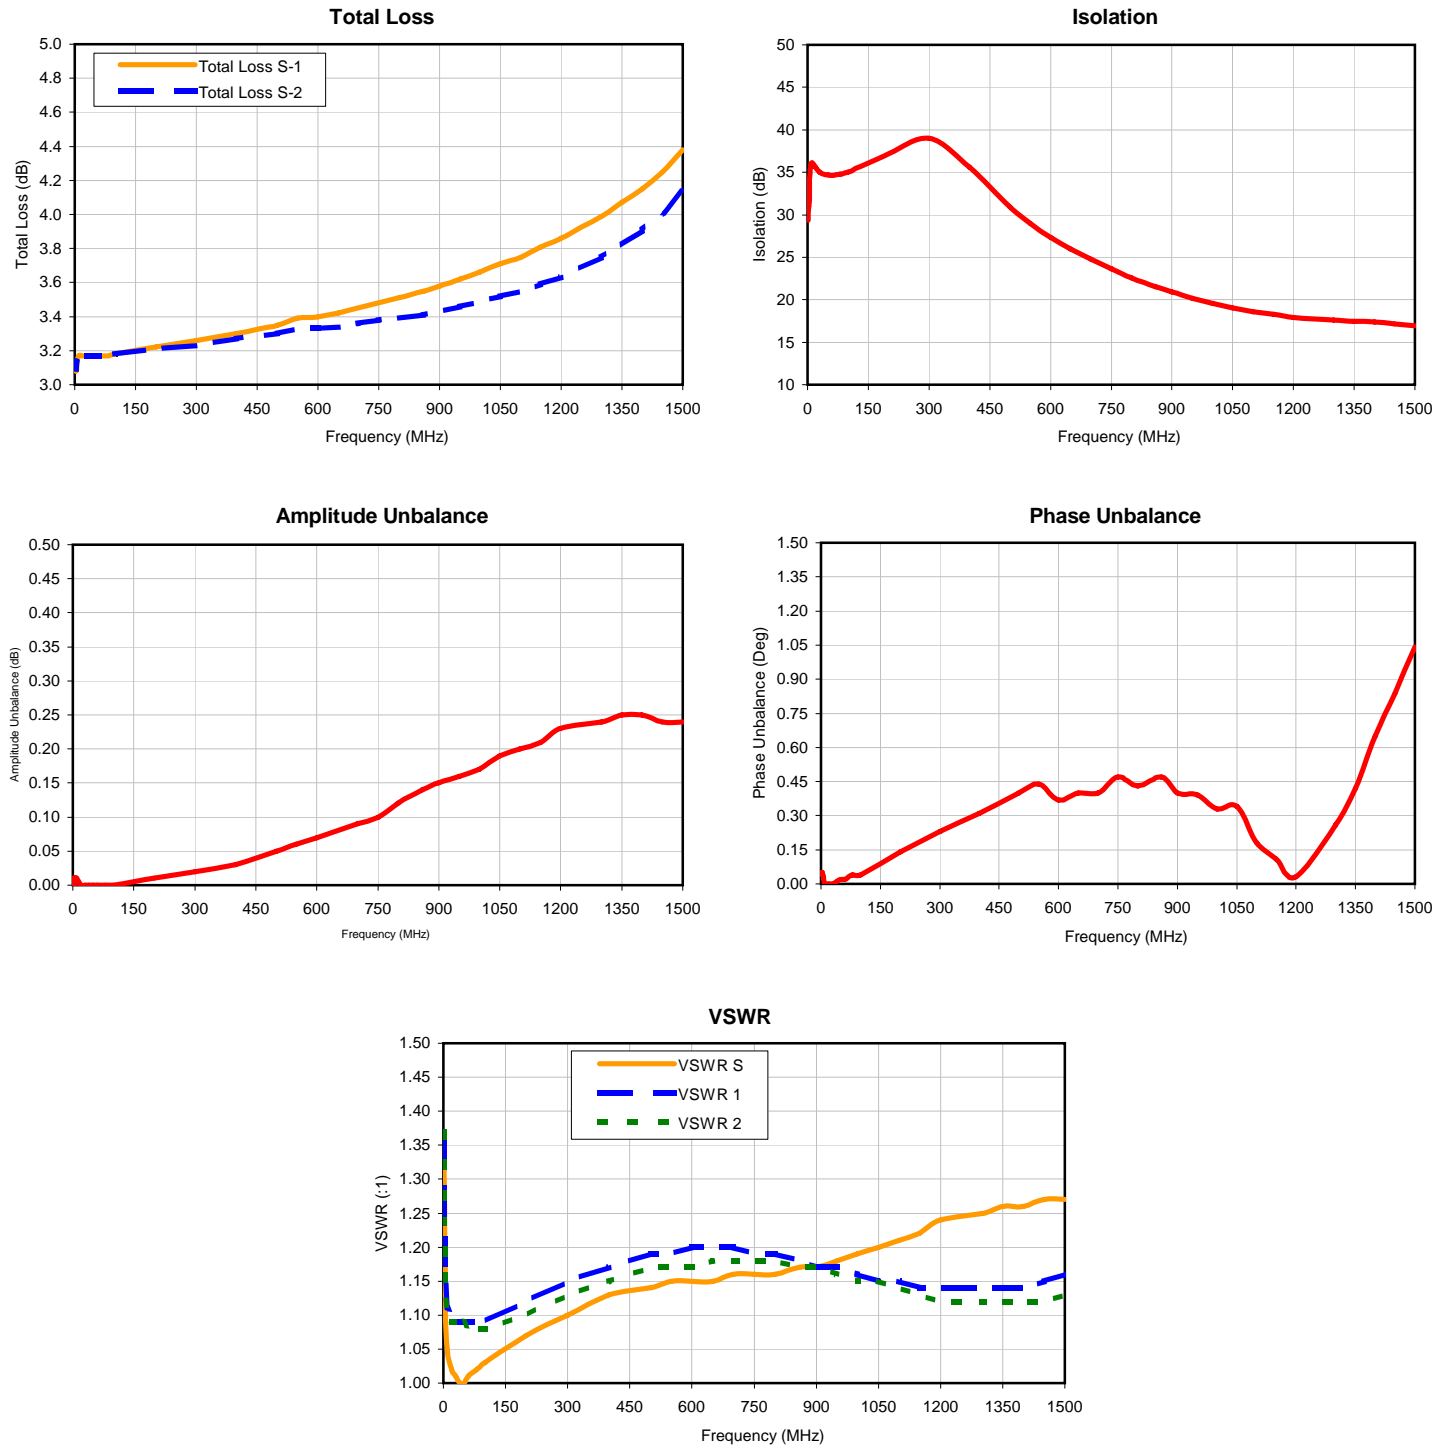 Total Loss
5.0
4.8
4.6
4.4
4.2
4.0
3.8
3.6
3.4
3.2
3.0
Total Loss (dB)
Total Loss S-1
Total Loss S-2
0 150 300 450 600 750 900 1050 1200 1350 1500
Frequency (MHz)
Isolation
50
45
40
35
30
25
20
15
10
Isolation (dB)
0 150 300 450 600 750 900 1050 1200 1350 1500
Frequency (MHz)
Amplitude Unbalance
0.50
0.45
0.40
0.35
0.30
0.25
0.20
0.15
0.10
0.05
0.00
Amplitude Unbalance (dB)
0 150 300 450 600 750 900 1050 1200 1350 1500
Frequency (MHz)
Phase Unbalance
1.50
1.35
1.20
1.05
0.90
0.75
0.60
0.45
0.30
0.15
0.00
Phase Unbalance (Deg)
0 150 300 450 600 750 900 1050 1200 1350 1500
Frequency (MHz)
VSWR
1.50
1.45
1.40
1.35
1.30
1.25
1.20
1.15
1.10
1.05
1.00
VSWR (:1)
VSWR S
VSWR 1
VSWR 2
0 150 300 450 600 750 900 1050 1200 1350 1500
Frequency (MHz)